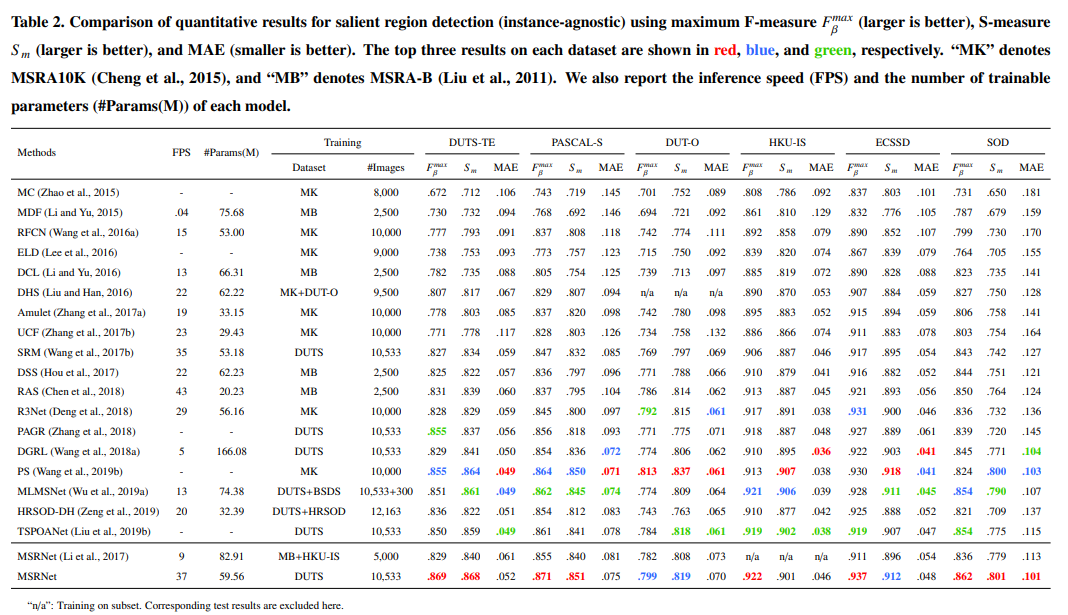 Table 2. Comparison of quantitative results for salient region detection (instance-agnostic) using maximum F-measure F_β^max (larger is better), S-measure
S_m (larger is better), and MAE (smaller is better). The top three results on each dataset are shown in red, blue, and green, respectively. “MK” denotes
MSRA10K (Cheng et al., 2015), and “MB” denotes MSRA-B (Liu et al., 2011). We also report the inference speed (FPS) and the number of trainable
parameters (#Params(M)) of each model.
Methods FPS #Params(M) Training DUTS-TE PASCAL-S DUT-O HKU-IS ECSSD SOD
Dataset #Images F_β^max S_m MAE F_β^max S_m MAE F_β^max S_m MAE F_β^max S_m MAE F_β^max S_m MAE F_β^max S_m MAE
MC (Zhao et al., 2015) - - MK 8,000 .672 .712 .106 .743 .719 .145 .701 .752 .089 .808 .786 .092 .837 .803 .101 .731 .650 .181
MDF (Li and Yu, 2015) .04 75.68 MB 2,500 .730 .732 .094 .768 .692 .146 .694 .721 .092 .861 .810 .129 .832 .776 .105 .787 .679 .159
RFCN (Wang et al., 2016a) 15 53.00 MK 10,000 .777 .793 .091 .837 .808 .118 .742 .774 .111 .892 .858 .079 .890 .852 .107 .799 .730 .170
ELD (Lee et al., 2016) - - MK 9,000 .738 .753 .093 .773 .757 .123 .715 .750 .092 .839 .820 .074 .867 .839 .079 .764 .705 .155
DCL (Li and Yu, 2016) 13 66.31 MB 2,500 .782 .735 .088 .805 .754 .125 .739 .713 .097 .885 .819 .072 .890 .828 .088 .823 .735 .141
DHS (Liu and Han, 2016) 22 62.22 MK+DUT-O 9,500 .807 .817 .067 .829 .807 .094 n/a n/a n/a .890 .870 .053 .907 .884 .059 .827 .750 .128
Amulet (Zhang et al., 2017a) 19 33.15 MK 10,000 .778 .803 .085 .837 .820 .098 .742 .780 .098 .895 .883 .052 .915 .894 .059 .806 .758 .141
UCF (Zhang et al., 2017b) 23 29.43 MK 10,000 .771 .778 .117 .828 .803 .126 .734 .758 .132 .886 .866 .074 .911 .883 .078 .803 .754 .164
SRM (Wang et al., 2017b) 35 53.18 DUTS 10,533 .827 .834 .059 .847 .832 .085 .769 .797 .069 .906 .887 .046 .917 .895 .054 .843 .742 .127
DSS (Hou et al., 2017) 22 62.23 MB 2,500 .825 .822 .057 .836 .797 .096 .771 .788 .066 .910 .879 .041 .916 .882 .052 .844 .751 .121
RAS (Chen et al., 2018) 43 20.23 MB 2,500 .831 .839 .060 .837 .795 .104 .786 .814 .062 .913 .887 .045 .921 .893 .056 .850 .764 .124
R3Net (Deng et al., 2018) 29 56.16 MK 10,000 .828 .829 .059 .845 .800 .097 .792 .815 .061 .917 .891 .038 .931 .900 .046 .836 .732 .136
PAGR (Zhang et al., 2018) - - DUTS 10,533 .855 .837 .056 .856 .818 .093 .771 .775 .071 .918 .887 .048 .927 .889 .061 .839 .720 .145
DGRL (Wang et al., 2018a) 5 166.08 DUTS 10,533 .829 .841 .050 .854 .836 .072 .774 .806 .062 .910 .895 .036 .922 .903 .041 .845 .771 .104
PS (Wang et al., 2019b) - - MK 10,000 .855 .864 .049 .864 .850 .071 .813 .837 .061 .913 .907 .038 .930 .918 .041 .824 .800 .103
MLMSNet (Wu et al., 2019a) 13 74.38 DUTS+BSDS 10,533+300 .851 .861 .049 .862 .845 .074 .774 .809 .064 .921 .906 .039 .928 .911 .045 .854 .790 .107
HRSOD-DH (Zeng et al., 2019) 20 32.39 DUTS+HRSOD 12,163 .836 .822 .051 .854 .812 .083 .743 .763 .065 .910 .877 .042 .925 .888 .052 .821 .709 .137
TSPOANet (Liu et al., 2019b) - - DUTS 10,533 .850 .859 .049 .861 .841 .078 .784 .818 .061 .919 .902 .038 .919 .907 .047 .854 .775 .115
MSRNet (Li et al., 2017) 9 82.91 MB+HKU-IS 5,000 .829 .840 .061 .855 .840 .081 .782 .808 .073 n/a n/a n/a .911 .896 .054 .836 .779 .113
MSRNet 37 59.56 DUTS 10,533 .869 .868 .052 .871 .851 .075 .799 .819 .070 .922 .901 .046 .937 .912 .048 .862 .801 .101
“n/a”: Training on subset. Corresponding test results are excluded here.